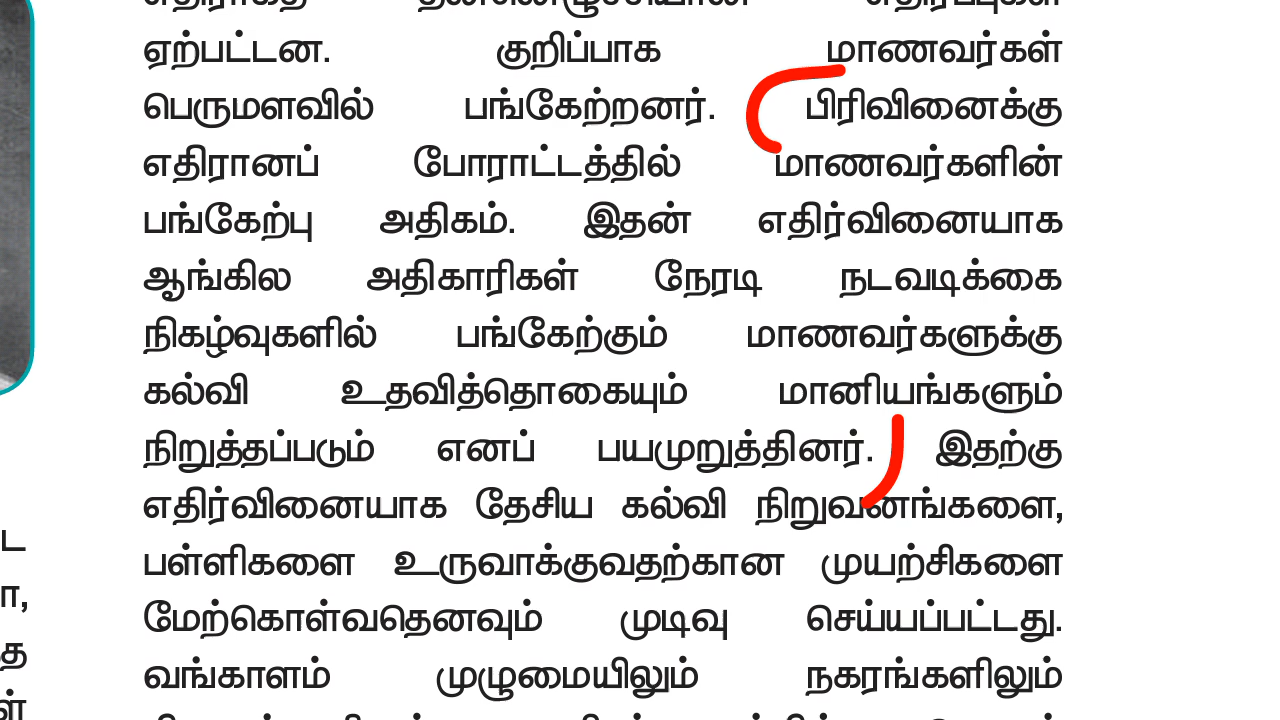 ஏற்பட்டன. குறிப்பாக மாணவர்கள்
பெருமளவில் பங்கேற்றனர். பிரிவினைக்கு
எதிரானப் போராட்டத்தில் மாணவர்களின்
பங்கேற்பு அதிகம். இதன் எதிர்வினையாக
ஆங்கில அதிகாரிகள் நேரடி நடவடிக்கை
நிகழ்வுகளில் பங்கேற்கும் மாணவர்களுக்கு
கல்வி உதவித்தொகையும் மானியங்களும்
நிறுத்தப்படும் எனப் பயமுறுத்தினர். இதற்கு
எதிர்வினையாக தேசிய கல்வி நிறுவனங்களை,
பள்ளிகளை உருவாக்குவதற்கான முயற்சிகளை
மேற்கொள்வதெனவும் முடிவு செய்யப்பட்டது.
வங்காளம் முழுமையிலும் நகரங்களிலும்